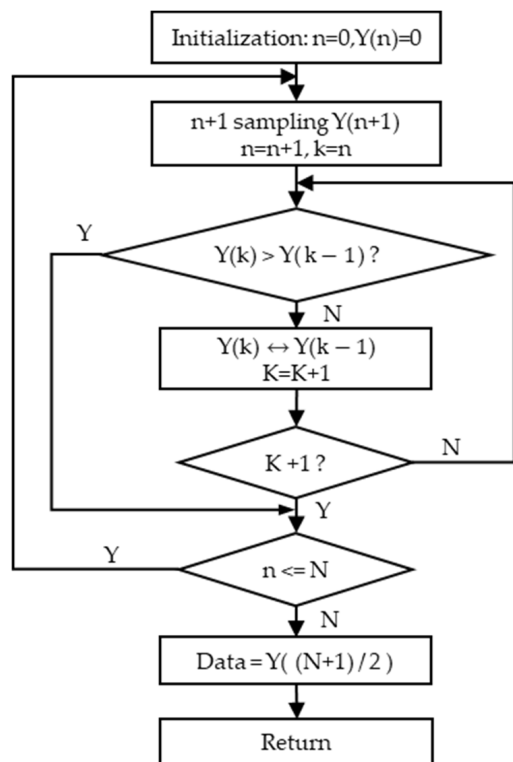 Initialization: n=0,Y(n)=0
n+1 sampling Y(n+1)
n=n+1, k=n
Y
Y(k) > Y(k − 1) ?
N
Y(k) ↔ Y(k − 1)
K=K+1
K +1 ?
N
Y
Y
n <= N
N
Data = Y( (N+1) /2 )
Return